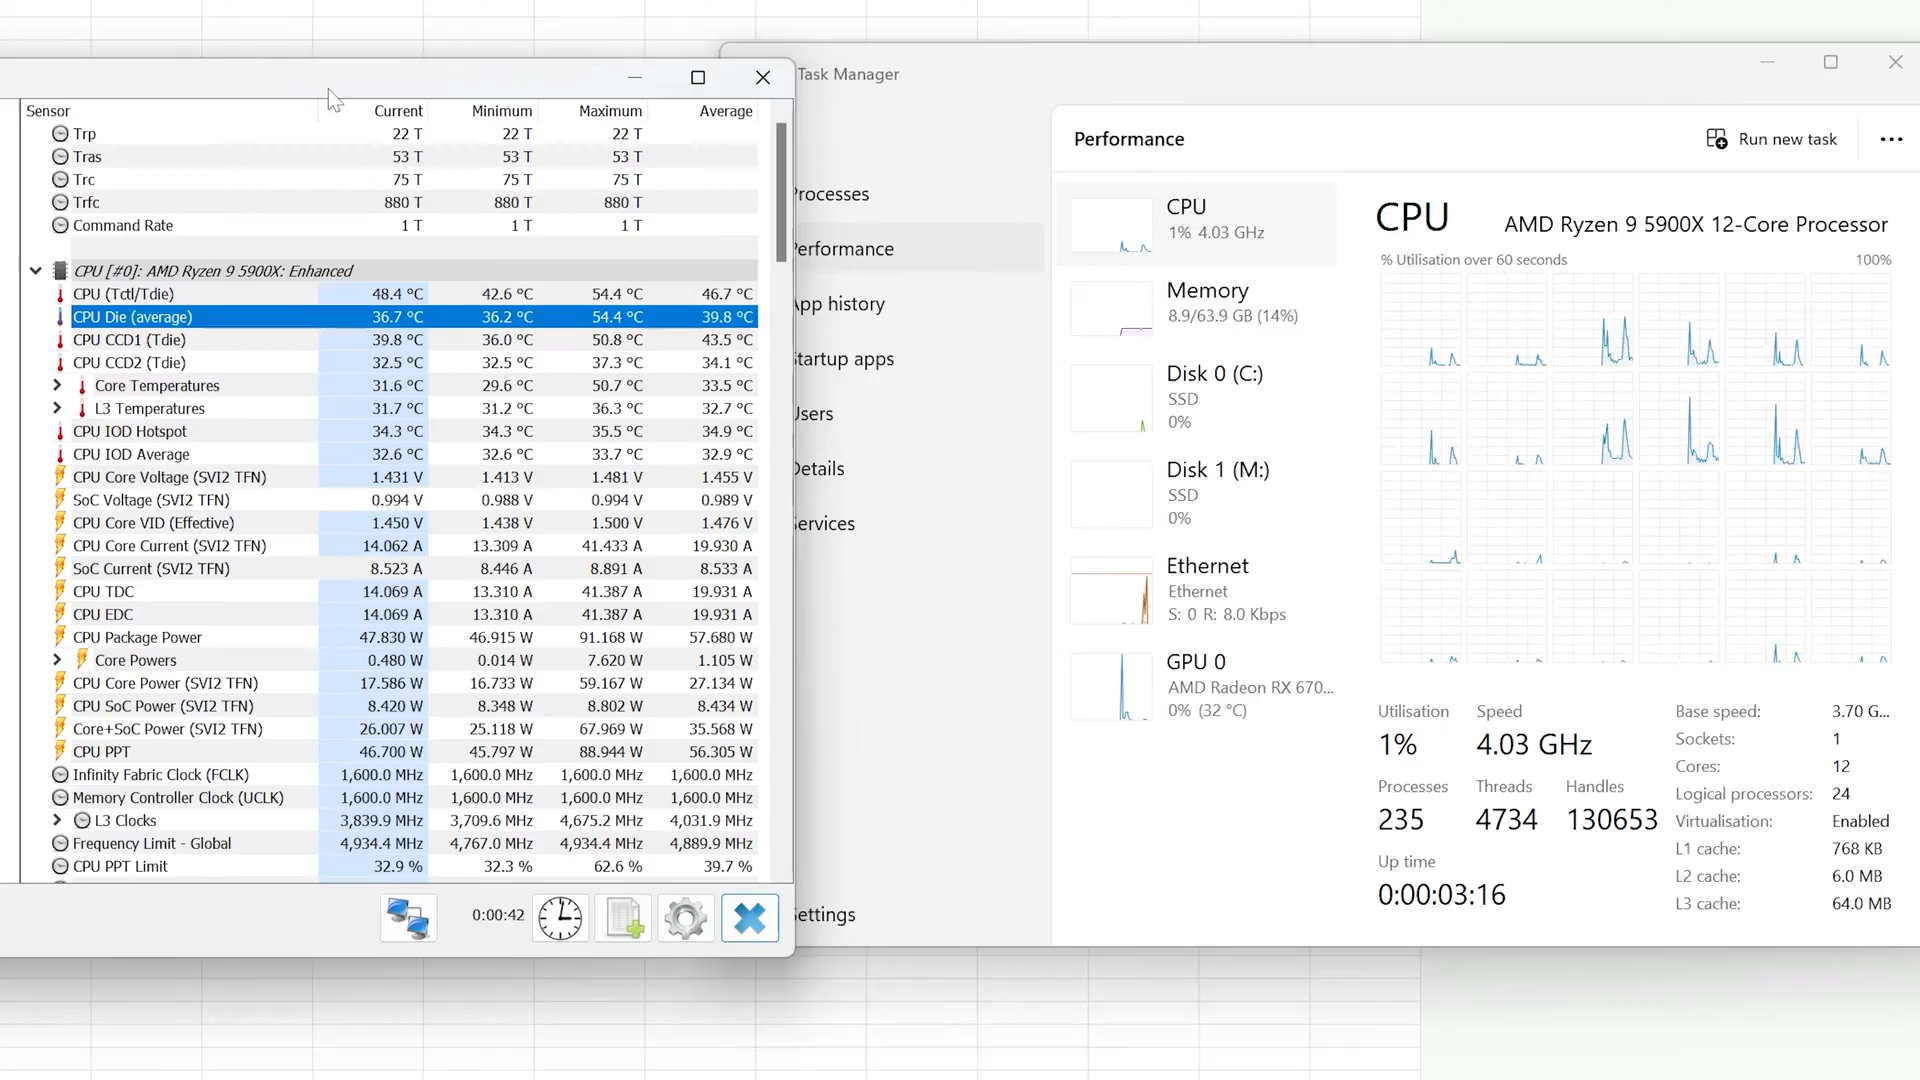 Sensor Current Minimum Maximum Average
Trp 22 T 22 T 22 T
Tras 53 T 53 T 53 T
Trc 75 T 75 T 75 T
Trfc 880 T 880 T 880 T
Command Rate 1 T 1 T 1 T
CPU [#0]: AMD Ryzen 9 5900X: Enhanced
CPU (Tctl/Tdie) 48.4 °C 42.6 °C 54.4 °C 46.7 °C
CPU Die (average) 36.7 °C 36.2 °C 54.4 °C 39.8 °C
CPU CCD1 (Tdie) 39.8 °C 36.0 °C 50.8 °C 43.5 °C
CPU CCD2 (Tdie) 32.5 °C 32.5 °C 37.3 °C 34.1 °C
Core Temperatures 31.6 °C 29.6 °C 50.7 °C 33.5 °C
L3 Temperatures 31.7 °C 31.2 °C 36.3 °C 32.7 °C
CPU IOD Hotspot 34.3 °C 34.3 °C 35.5 °C 34.9 °C
CPU IOD Average 32.6 °C 32.6 °C 33.7 °C 32.9 °C
CPU Core Voltage (SVI2 TFN) 1.431 V 1.413 V 1.481 V 1.455 V
SoC Voltage (SVI2 TFN) 0.994 V 0.988 V 0.994 V 0.989 V
CPU Core VID (Effective) 1.450 V 1.438 V 1.500 V 1.476 V
CPU Core Current (SVI2 TFN) 14.062 A 13.309 A 41.433 A 19.930 A
SoC Current (SVI2 TFN) 8.523 A 8.446 A 8.891 A 8.533 A
CPU TDC 14.069 A 13.310 A 41.387 A 19.931 A
CPU EDC 14.069 A 13.310 A 41.387 A 19.931 A
CPU Package Power 47.830 W 46.915 W 91.168 W 57.680 W
Core Powers 0.480 W 0.014 W 7.620 W 1.105 W
CPU Core Power (SVI2 TFN) 17.586 W 16.733 W 59.167 W 27.134 W
CPU SoC Power (SVI2 TFN) 8.420 W 8.348 W 8.802 W 8.434 W
Core+SoC Power (SVI2 TFN) 26.007 W 25.118 W 67.969 W 35.568 W
CPU PPT 46.700 W 45.797 W 88.944 W 56.305 W
Infinity Fabric Clock (FCLK) 1,600.0 MHz 1,600.0 MHz 1,600.0 MHz 1,600.0 MHz
Memory Controller Clock (UCLK) 1,600.0 MHz 1,600.0 MHz 1,600.0 MHz 1,600.0 MHz
L3 Clocks 3,839.9 MHz 3,709.6 MHz 4,675.2 MHz 4,031.9 MHz
Frequency Limit - Global 4,934.4 MHz 4,767.0 MHz 4,934.4 MHz 4,889.9 MHz
CPU PPT Limit 32.9 % 32.3 % 62.6 % 39.7 %
0:00:42
Task Manager
Processes
Performance
App history
Startup apps
Users
Details
Services
Settings
Performance
Run new task
CPU
1% 4.03 GHz
Memory
8.9/63.9 GB (14%)
Disk 0 (C:)
SSD
0%
Disk 1 (M:)
SSD
0%
Ethernet
Ethernet
S: 0 R: 8.0 Kbps
GPU 0
AMD Radeon RX 670...
0% (32 °C)
CPU AMD Ryzen 9 5900X 12-Core Processor
% Utilisation over 60 seconds 100%
Utilisation Speed
1% 4.03 GHz
Processes Threads Handles
235 4734 130653
Up time
0:00:03:16
Base speed: 3.70 G...
Sockets: 1
Cores: 12
Logical processors: 24
Virtualisation: Enabled
L1 cache: 768 KB
L2 cache: 6.0 MB
L3 cache: 64.0 MB